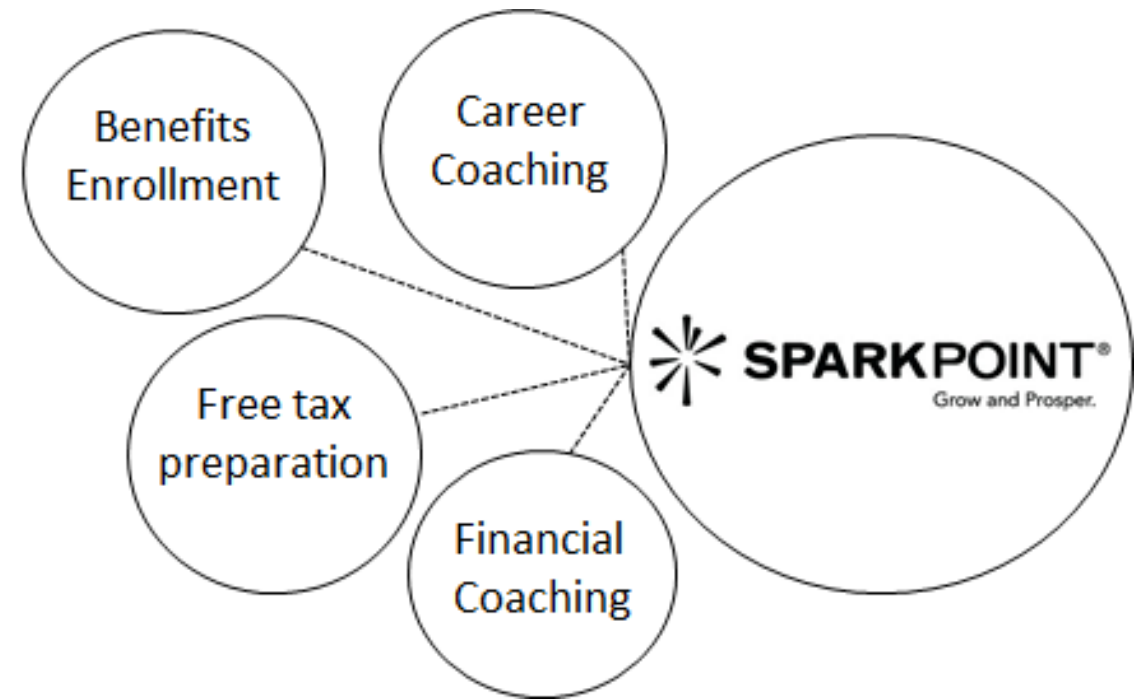 Benefits
Enrollment
Career
Coaching
SPARKPOINT®
Grow and Prosper.
Free tax
preparation
Financial
Coaching